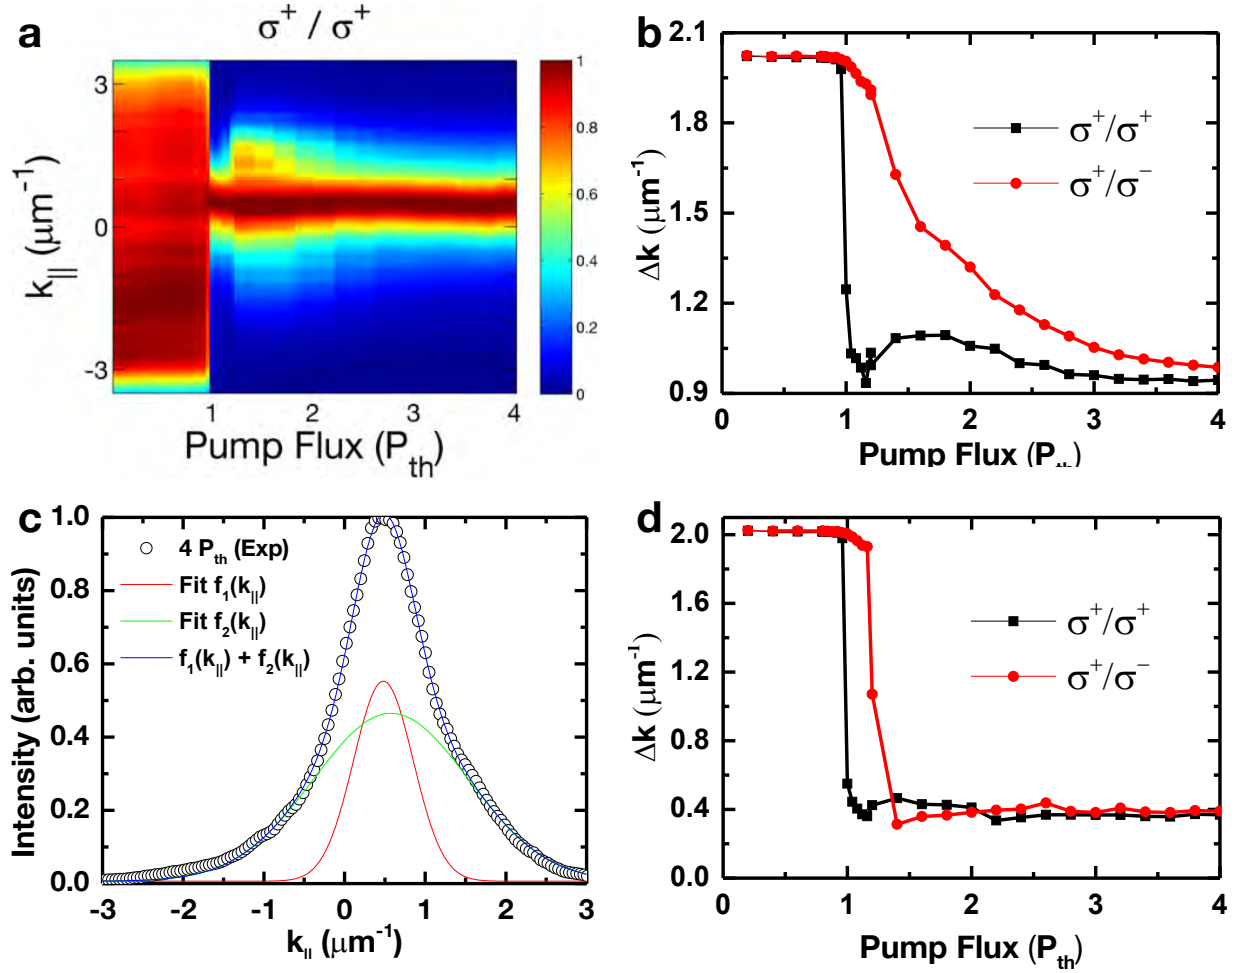 a
σ⁺ / σ⁺
3
0
-3
k|| (μm⁻¹)
1
0.8
0.6
0.4
0.2
0
1 2 3 4
Pump Flux (Pth)
b
2.1
1.8
1.5
1.2
0.9
Δk (μm⁻¹)
σ⁺/σ⁺
σ⁺/σ⁻
0 1 2 3 4
Pump Flux (Pth)
c
1.0
0.8
0.6
0.4
0.2
0.0
Intensity (arb. units)
4 Pth (Exp)
Fit f1(k||)
Fit f2(k||)
f1(k||) + f2(k||)
-3 -2 -1 0 1 2 3
k|| (μm⁻¹)
d
2.0
1.6
1.2
0.8
0.4
0.0
Δk (μm⁻¹)
σ⁺/σ⁺
σ⁺/σ⁻
0 1 2 3 4
Pump Flux (Pth)